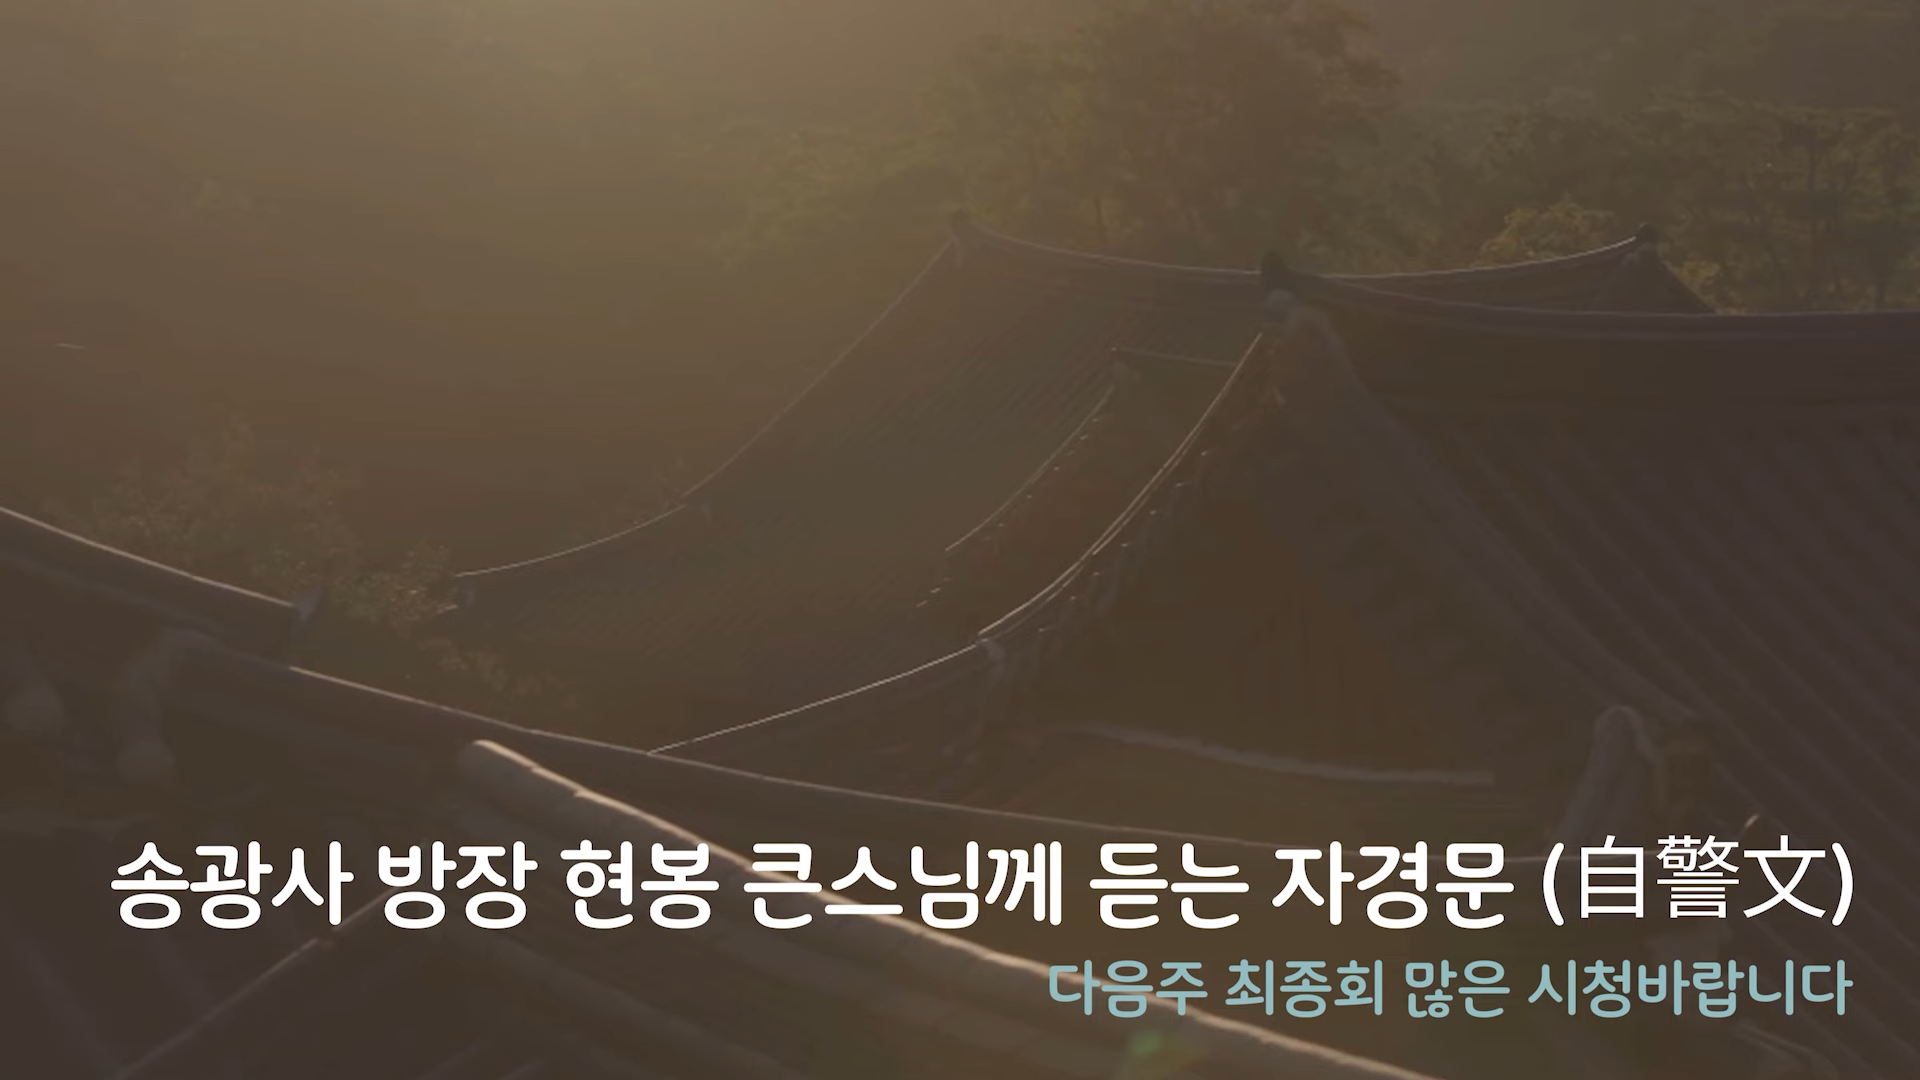 송광사 방장 현봉 큰스님께 듣는 자경문 (自警文)
다음주 최종회 많은 시청바랍니다